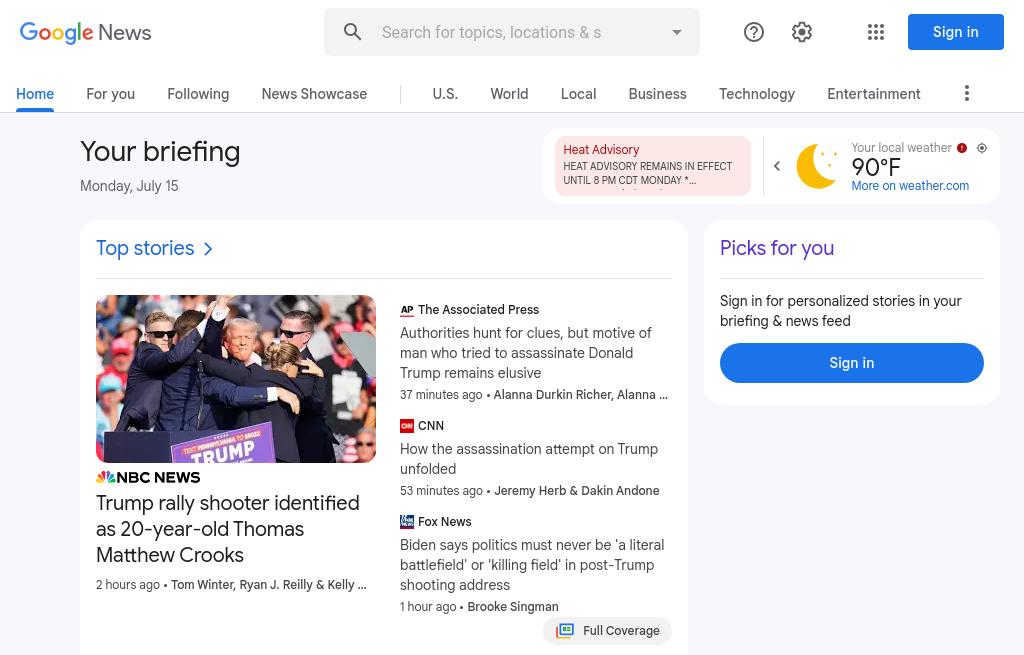 Google News
Search for topics, locations & s
Sign in
Home
For you
Following
News Showcase
U.S.
World
Local
Business
Technology
Entertainment
Your briefing
Monday, July 15
Heat Advisory
HEAT ADVISORY REMAINS IN EFFECT
UNTIL 8 PM CDT MONDAY *...
Your local weather
90°F
More on weather.com
Top stories
TEXT PENNSYLVANIA TO 88022
TRUMP
NBC NEWS
Trump rally shooter identified
as 20-year-old Thomas
Matthew Crooks
2 hours ago • Tom Winter, Ryan J. Reilly & Kelly ...
AP The Associated Press
Authorities hunt for clues, but motive of
man who tried to assassinate Donald
Trump remains elusive
37 minutes ago • Alanna Durkin Richer, Alanna ...
CNN CNN
How the assassination attempt on Trump
unfolded
53 minutes ago • Jeremy Herb & Dakin Andone
Fox News
Biden says politics must never be 'a literal
battlefield' or 'killing field' in post-Trump
shooting address
1 hour ago • Brooke Singman
Full Coverage
Picks for you
Sign in for personalized stories in your
briefing & news feed
Sign in